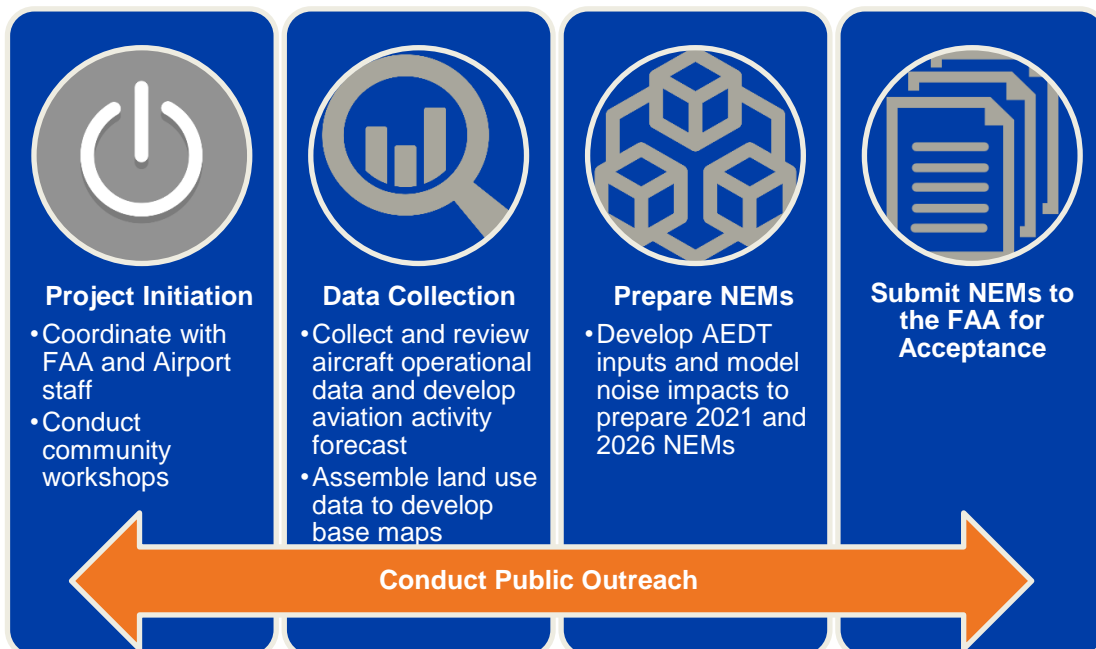 Project Initiation
•Coordinate with
FAA and Airport
staff
•Conduct
community
workshops
Data Collection
•Collect and review
aircraft operational
data and develop
aviation activity
forecast
•Assemble land use
data to develop
base maps
Prepare NEMs
•Develop AEDT
inputs and model
noise impacts to
prepare 2021 and
2026 NEMs
Submit NEMs to
the FAA for
Acceptance
Conduct Public Outreach